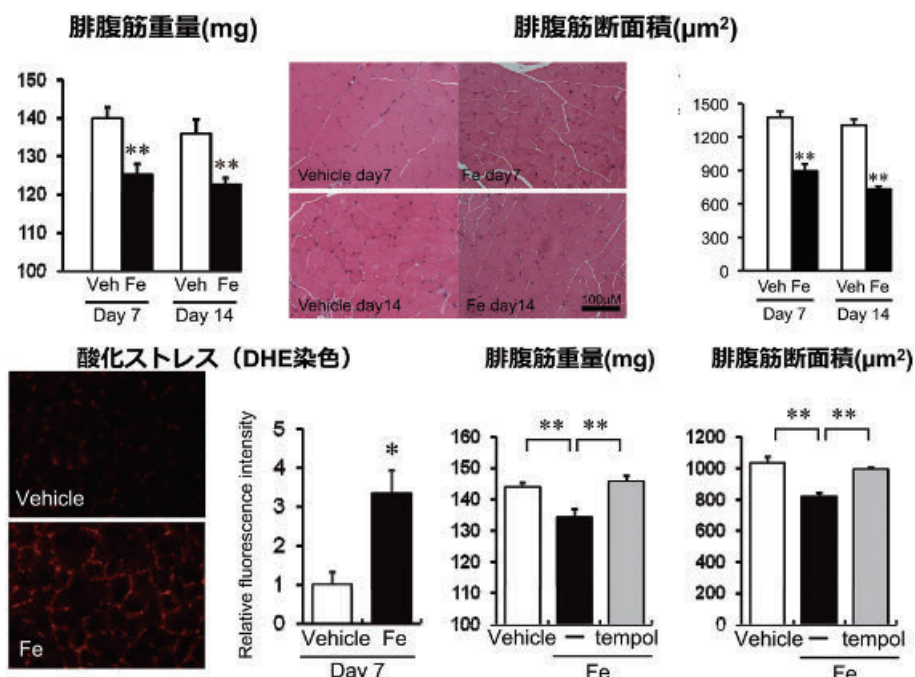 腓腹筋重量(mg)
腓腹筋断面積(μm²)
150
140
130
120
110
100
**
**
Veh Fe
Veh Fe
Day 7
Day 14
Vehicle day7
Fe day7
Vehicle day14
Fe day14
100μM
1500
1200
900
600
300
0
**
**
Veh Fe
Veh Fe
Day 7
Day 14
酸化ストレス（DHE染色）
Vehicle
Fe
Relative fluorescence intensity
5
4
3
2
1
0
*
Vehicle
Fe
Day 7
腓腹筋重量(mg)
160
150
140
130
120
110
100
**
**
Vehicle
ー
tempol
Fe
腓腹筋断面積(μm²)
1200
1000
800
600
400
200
0
**
**
Vehicle
ー
tempol
Fe